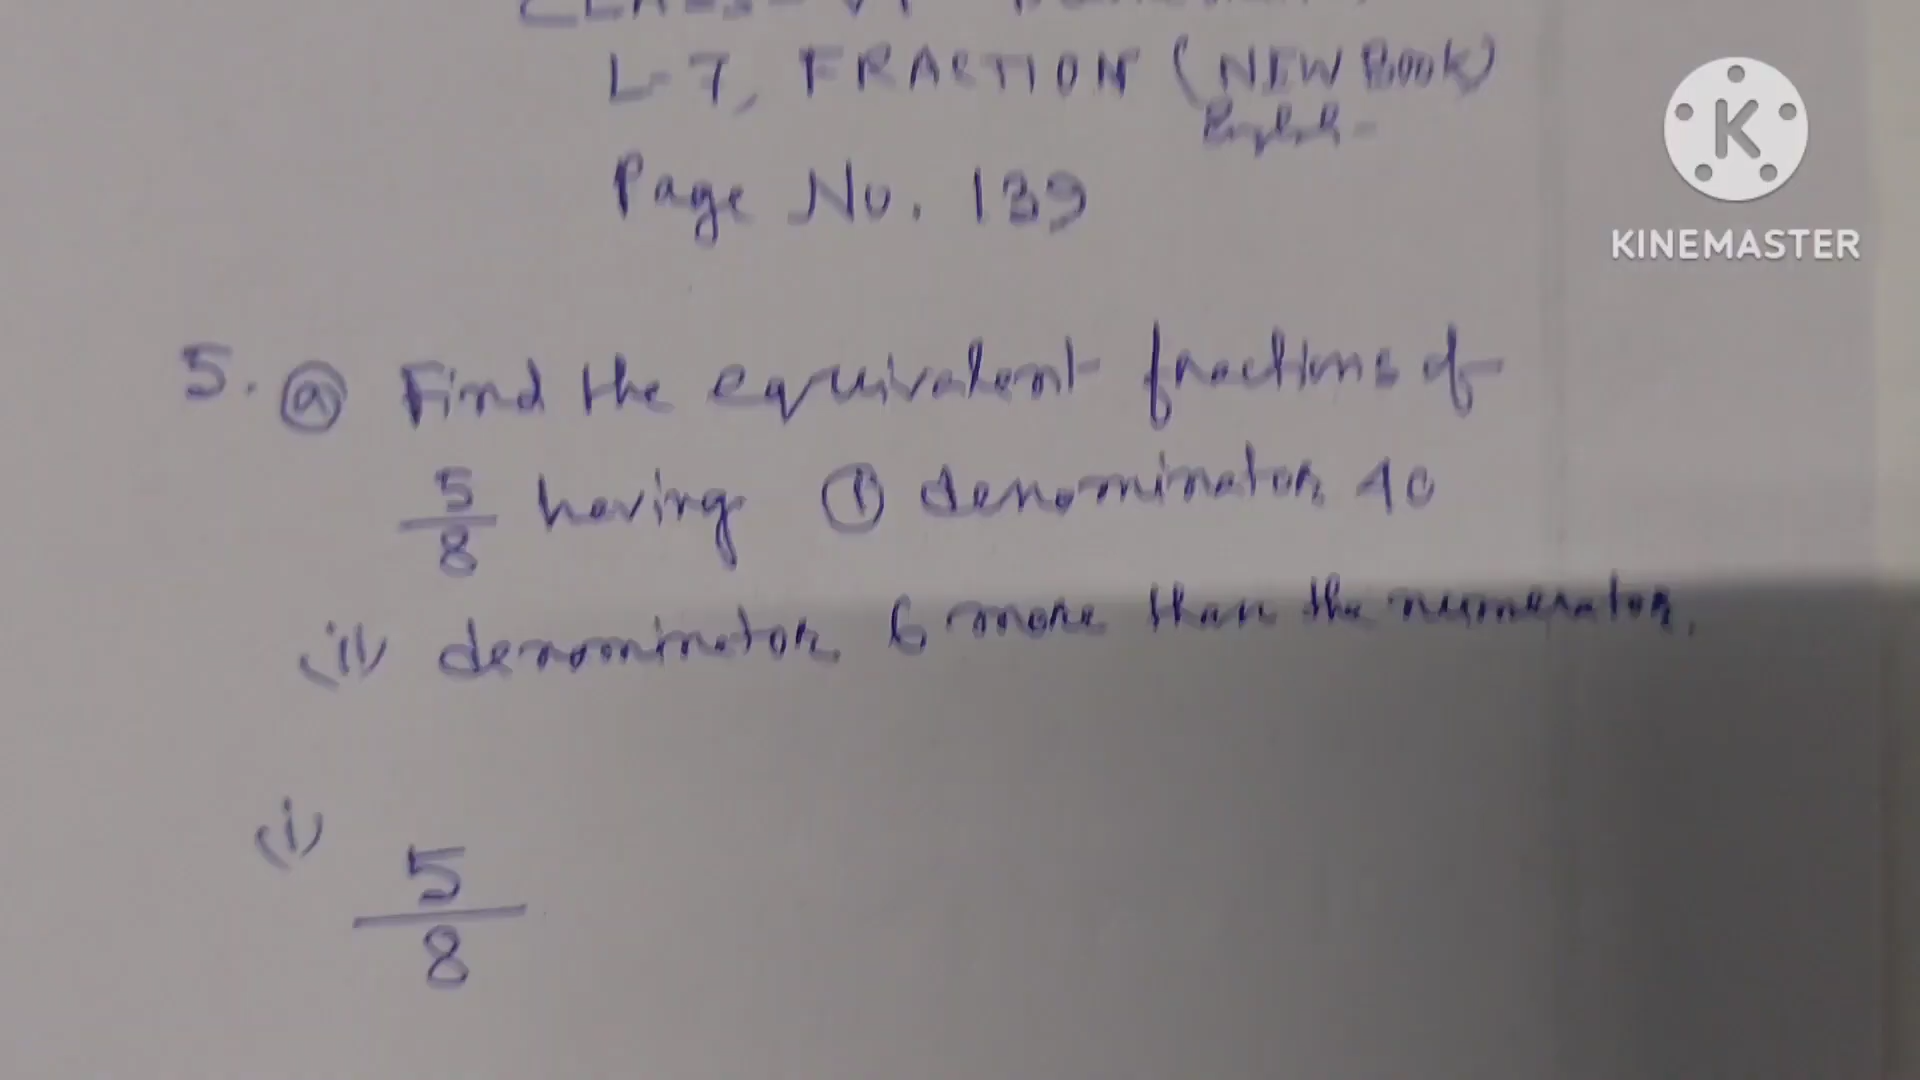 L-7, FRACTION (NEW Book)
English
Page No. 139
KINEMASTER
5. (a) Find the equivalent fractions of
5/8 having (i) denominator 40
(ii) denominator 6 more than the numerator.
(i)
5
8